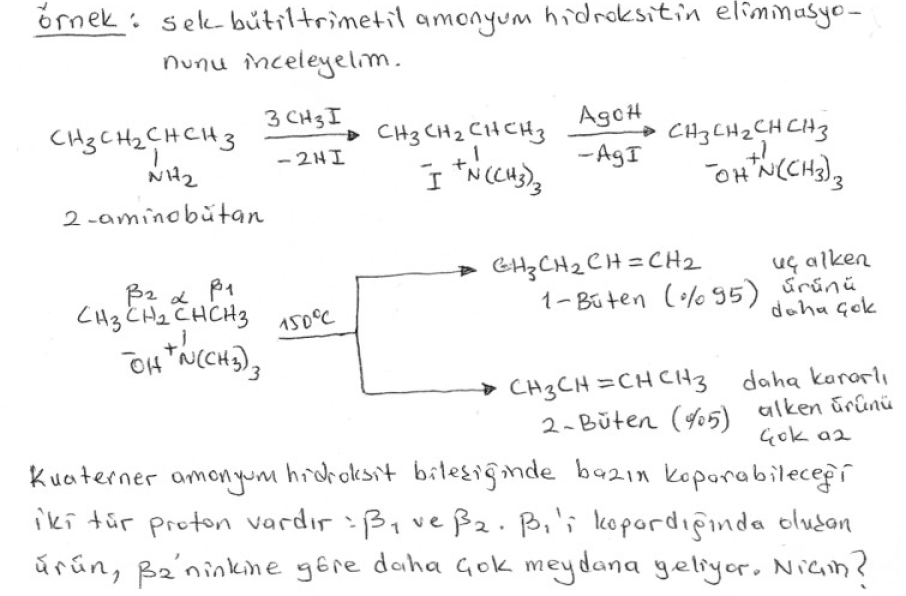 örnek : sek-bütiltrimetil amonyum hidroksitin eliminasyo-
nunu inceleyelim.
CH3CH2CHCH3 3CH3I CH3CH2CHCH3 AgOH CH3CH2CHCH3
NH2 -2HI I⁻ ⁺N(CH3)3 -AgI ⁻OH ⁺N(CH3)3
2-aminobütan
CH3CH2CH=CH2 uç alken
1-Büten (%95) ürünü
daha çok
β2 α β1
CH3CH2CHCH3 150°C
⁻OH ⁺N(CH3)3
CH3CH=CHCH3 daha kararlı
2-Büten (%5) alken ürünü
çok az
Kuaterner amonyum hidroksit bileşiğinde bazın koparabileceği
iki tür proton vardır : β1 ve β2. β1'i kopardığında oluşan
ürün, β2'ninkine göre daha çok meydana geliyor. Niçin?